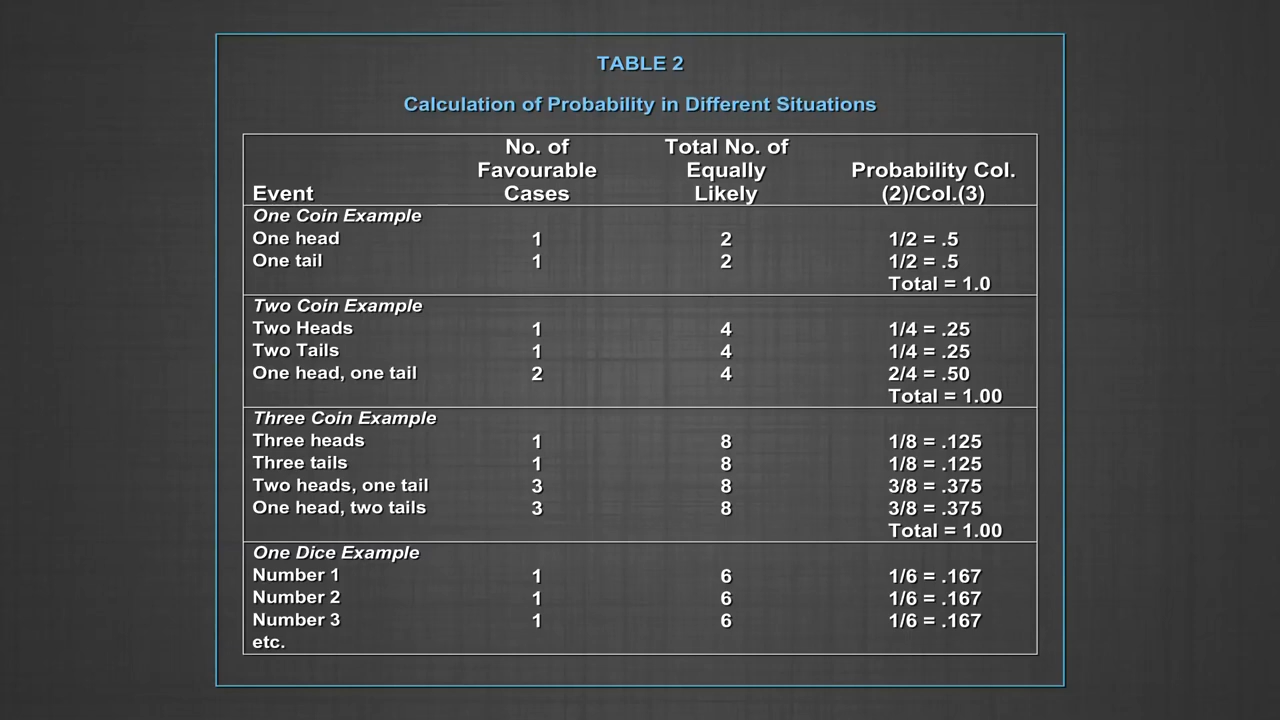 TABLE 2
Calculation of Probability in Different Situations
No. of Total No. of
Favourable Equally Probability Col.
Event Cases Likely (2)/Col.(3)
One Coin Example
One head 1 2 1/2 = .5
One tail 1 2 1/2 = .5
Total = 1.0
Two Coin Example
Two Heads 1 4 1/4 = .25
Two Tails 1 4 1/4 = .25
One head, one tail 2 4 2/4 = .50
Total = 1.00
Three Coin Example
Three heads 1 8 1/8 = .125
Three tails 1 8 1/8 = .125
Two heads, one tail 3 8 3/8 = .375
One head, two tails 3 8 3/8 = .375
Total = 1.00
One Dice Example
Number 1 1 6 1/6 = .167
Number 2 1 6 1/6 = .167
Number 3 1 6 1/6 = .167
etc.